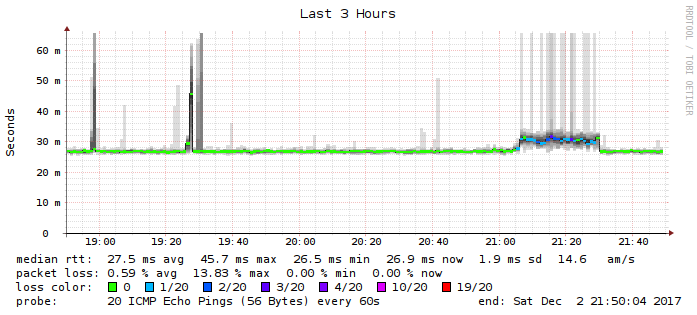 Last 3 Hours
RRDTOOL / TOBI OETIKER
Seconds
60 m
50 m
40 m
30 m
20 m
10 m
0
19:00 19:20 19:40 20:00 20:20 20:40 21:00 21:20 21:40
median rtt: 27.5 ms avg 45.7 ms max 26.5 ms min 26.9 ms now 1.9 ms sd 14.6 am/s
packet loss: 0.59 % avg 13.83 % max 0.00 % min 0.00 % now
loss color: 0 1/20 2/20 3/20 4/20 10/20 19/20
probe: 20 ICMP Echo Pings (56 Bytes) every 60s end: Sat Dec 2 21:50:04 2017